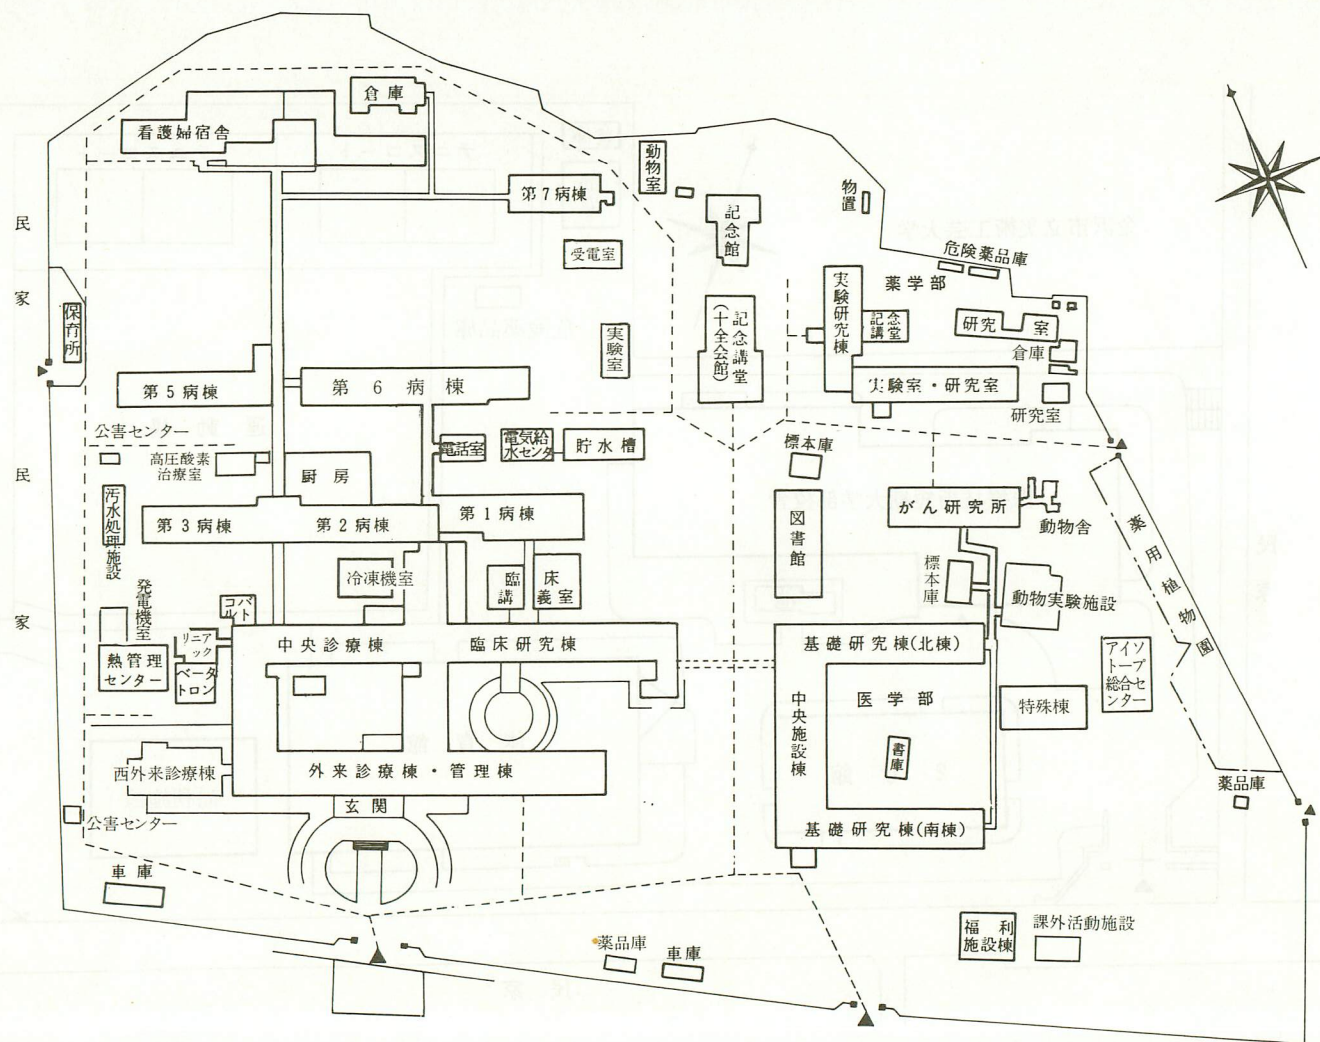 倉庫
看護婦宿舎
第7病棟
動物室
記念館
物置
受電室
危険薬品庫
薬学部
民家
保育所
実験室
記念講堂
(十全会館)
実験研究棟
記念
講堂
研究室
倉庫
第5病棟
第6病棟
実験室・研究室
研究室
公害センター
高圧酸素
治療室
厨房
電話室
電気給
水センタ
貯水槽
標本庫
民家
汚水処理施設
第3病棟
第2病棟
第1病棟
図書館
がん研究所
動物舎
薬用植物園
冷凍機室
臨床
講義室
標本庫
動物実験施設
発電機室
コバ
ルト
リニア
ック
中央診療棟
臨床研究棟
基礎研究棟(北棟)
熱管理
センター
ベータ
トロン
アイソ
トープ
総合セ
ンター
医学部
中央施設棟
特殊棟
書庫
西外来診療棟
外来診療棟・管理棟
薬品庫
玄関
公害センター
基礎研究棟(南棟)
車庫
福利
施設棟
課外活動施設
薬品庫
車庫